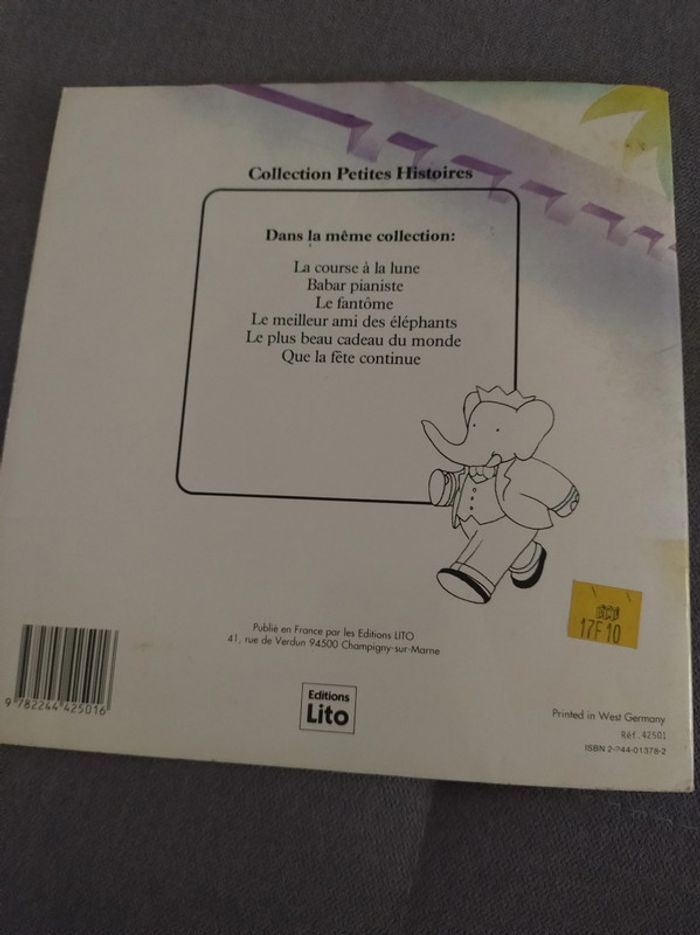 Collection Petites Histoires
Dans la même collection:
La course à la lune
Babar pianiste
Le fantôme
Le meilleur ami des éléphants
Le plus beau cadeau du monde
Que la fête continue
17F10
Publié en France par les Editions LITO
41, rue de Verdun 94500 Champigny-sur-Marne
9 782244 425016
Editions
Lito
Printed in West Germany
Réf. 42501
ISBN 2-244-01378-2